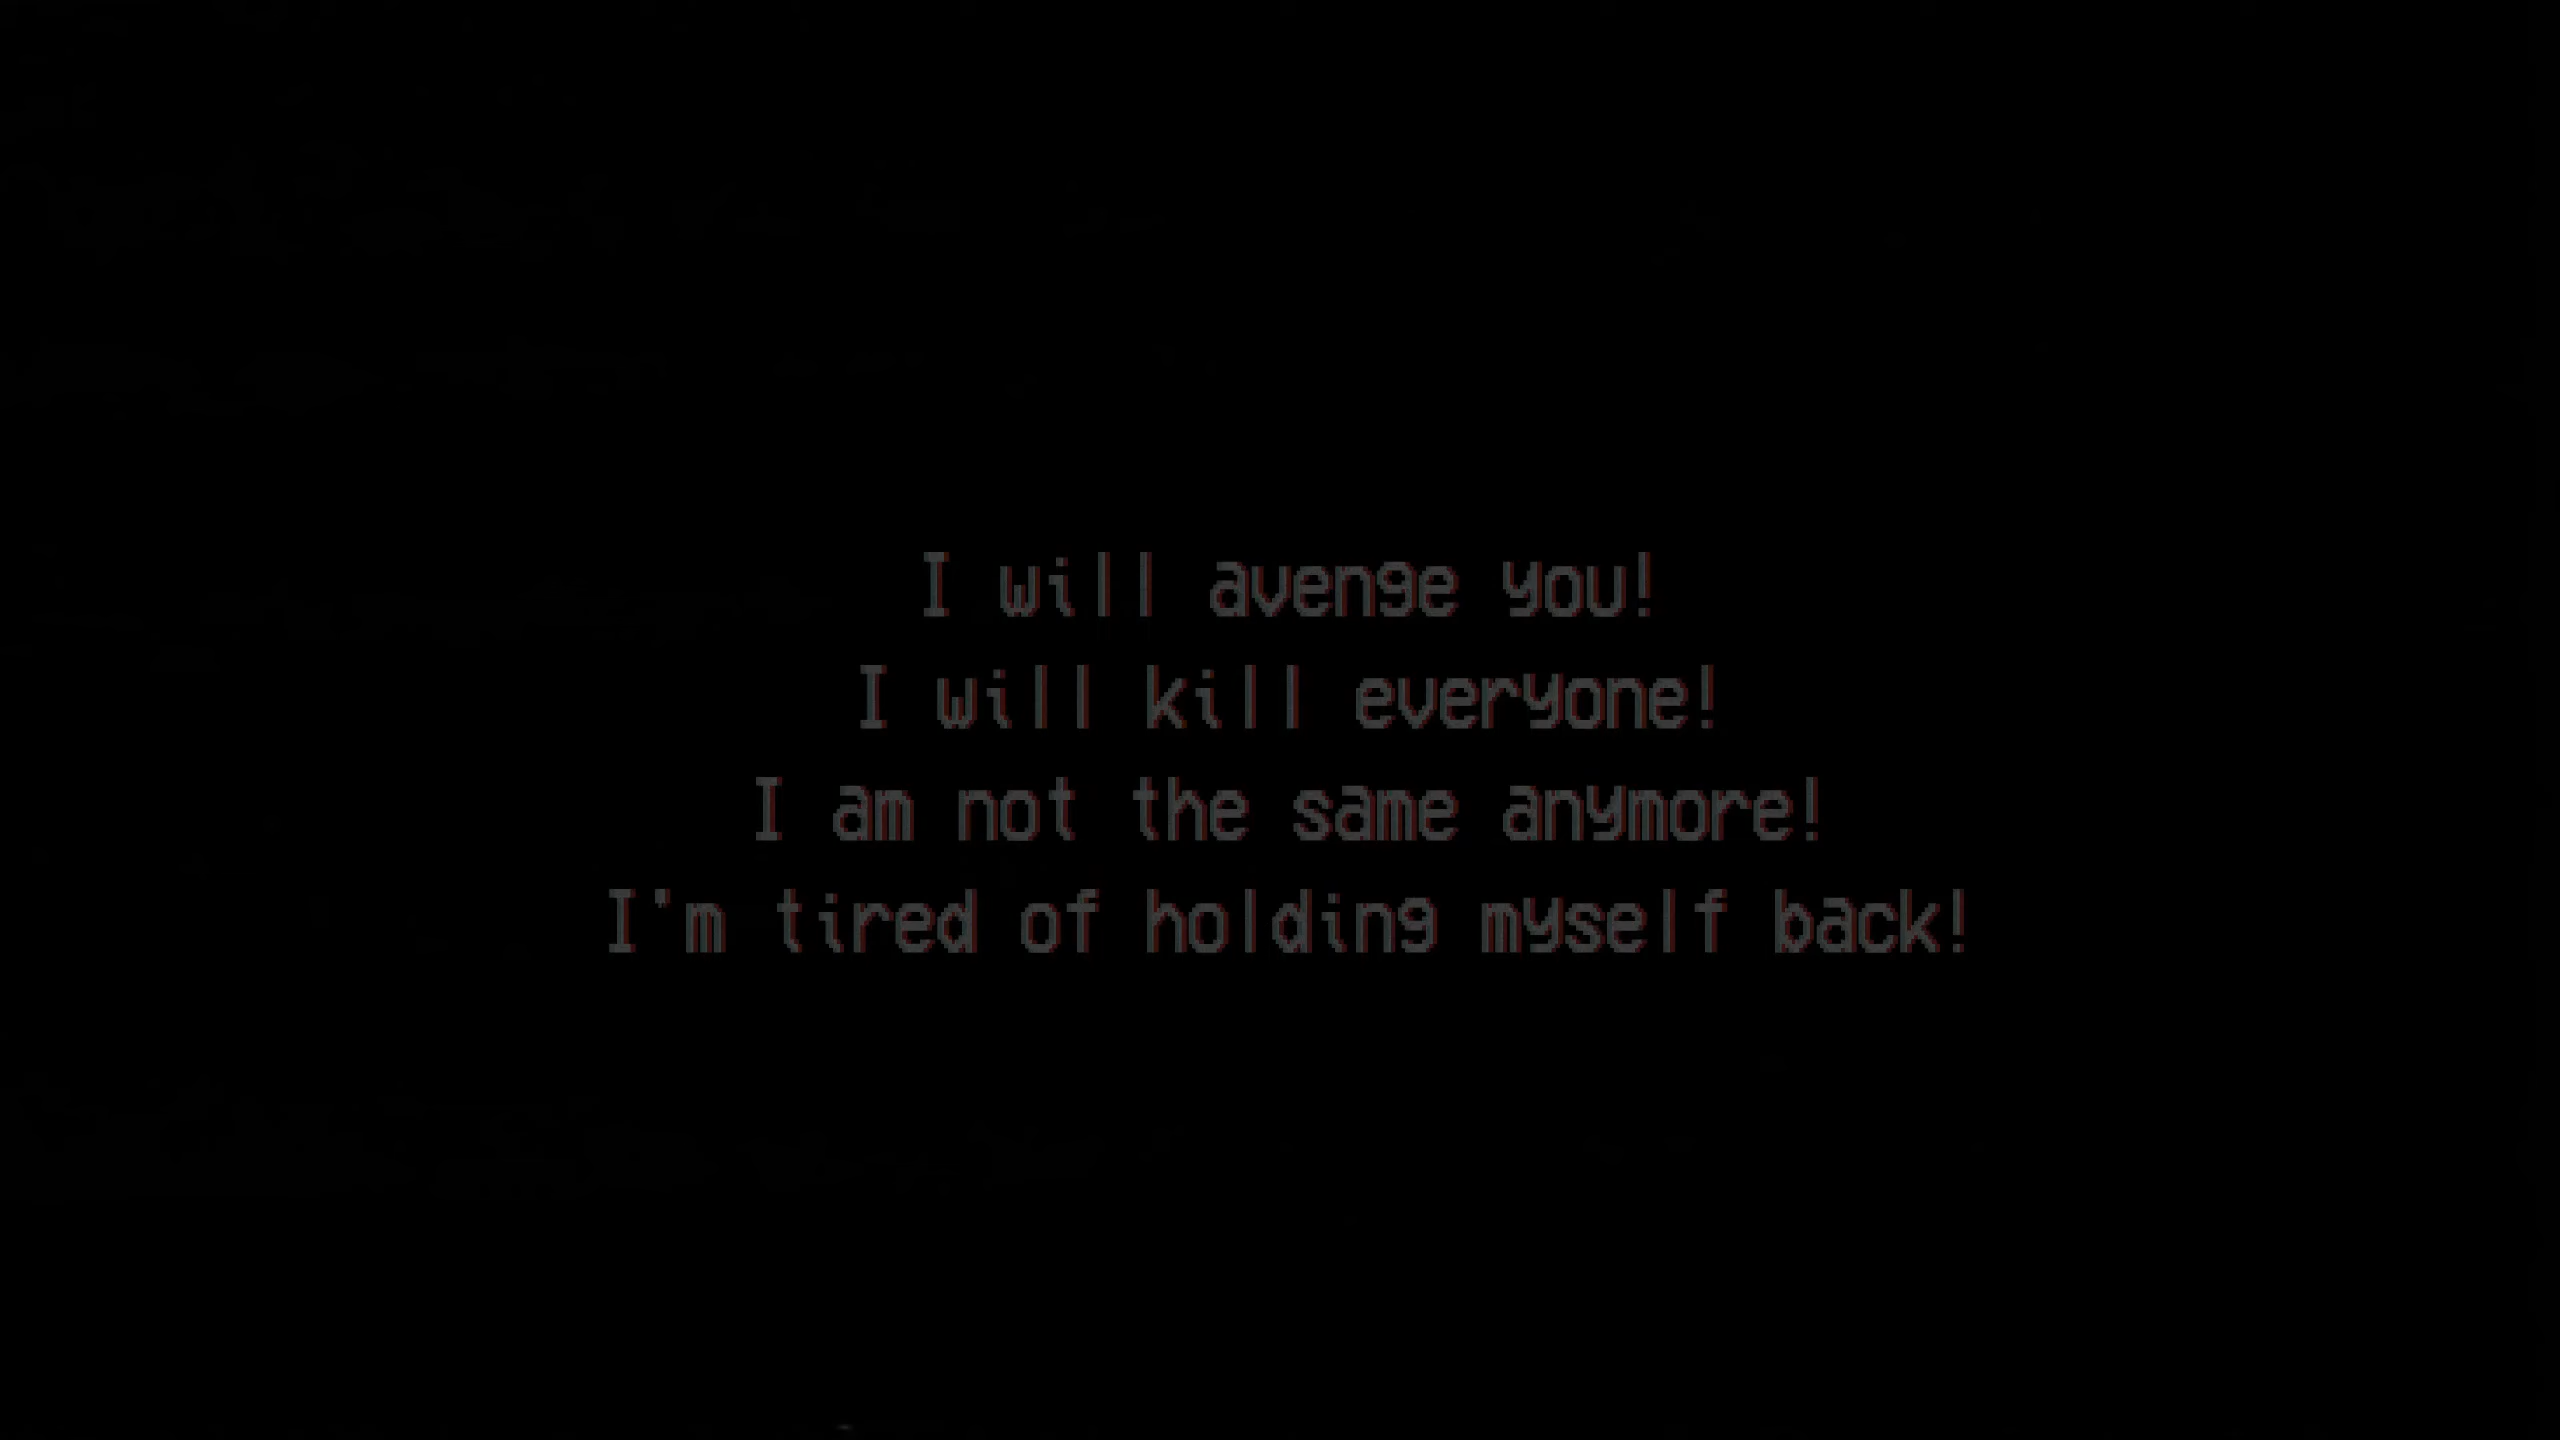 I will avenge you!
I will kill everyone!
I am not the same anymore!
I'm tired of holding myself back!